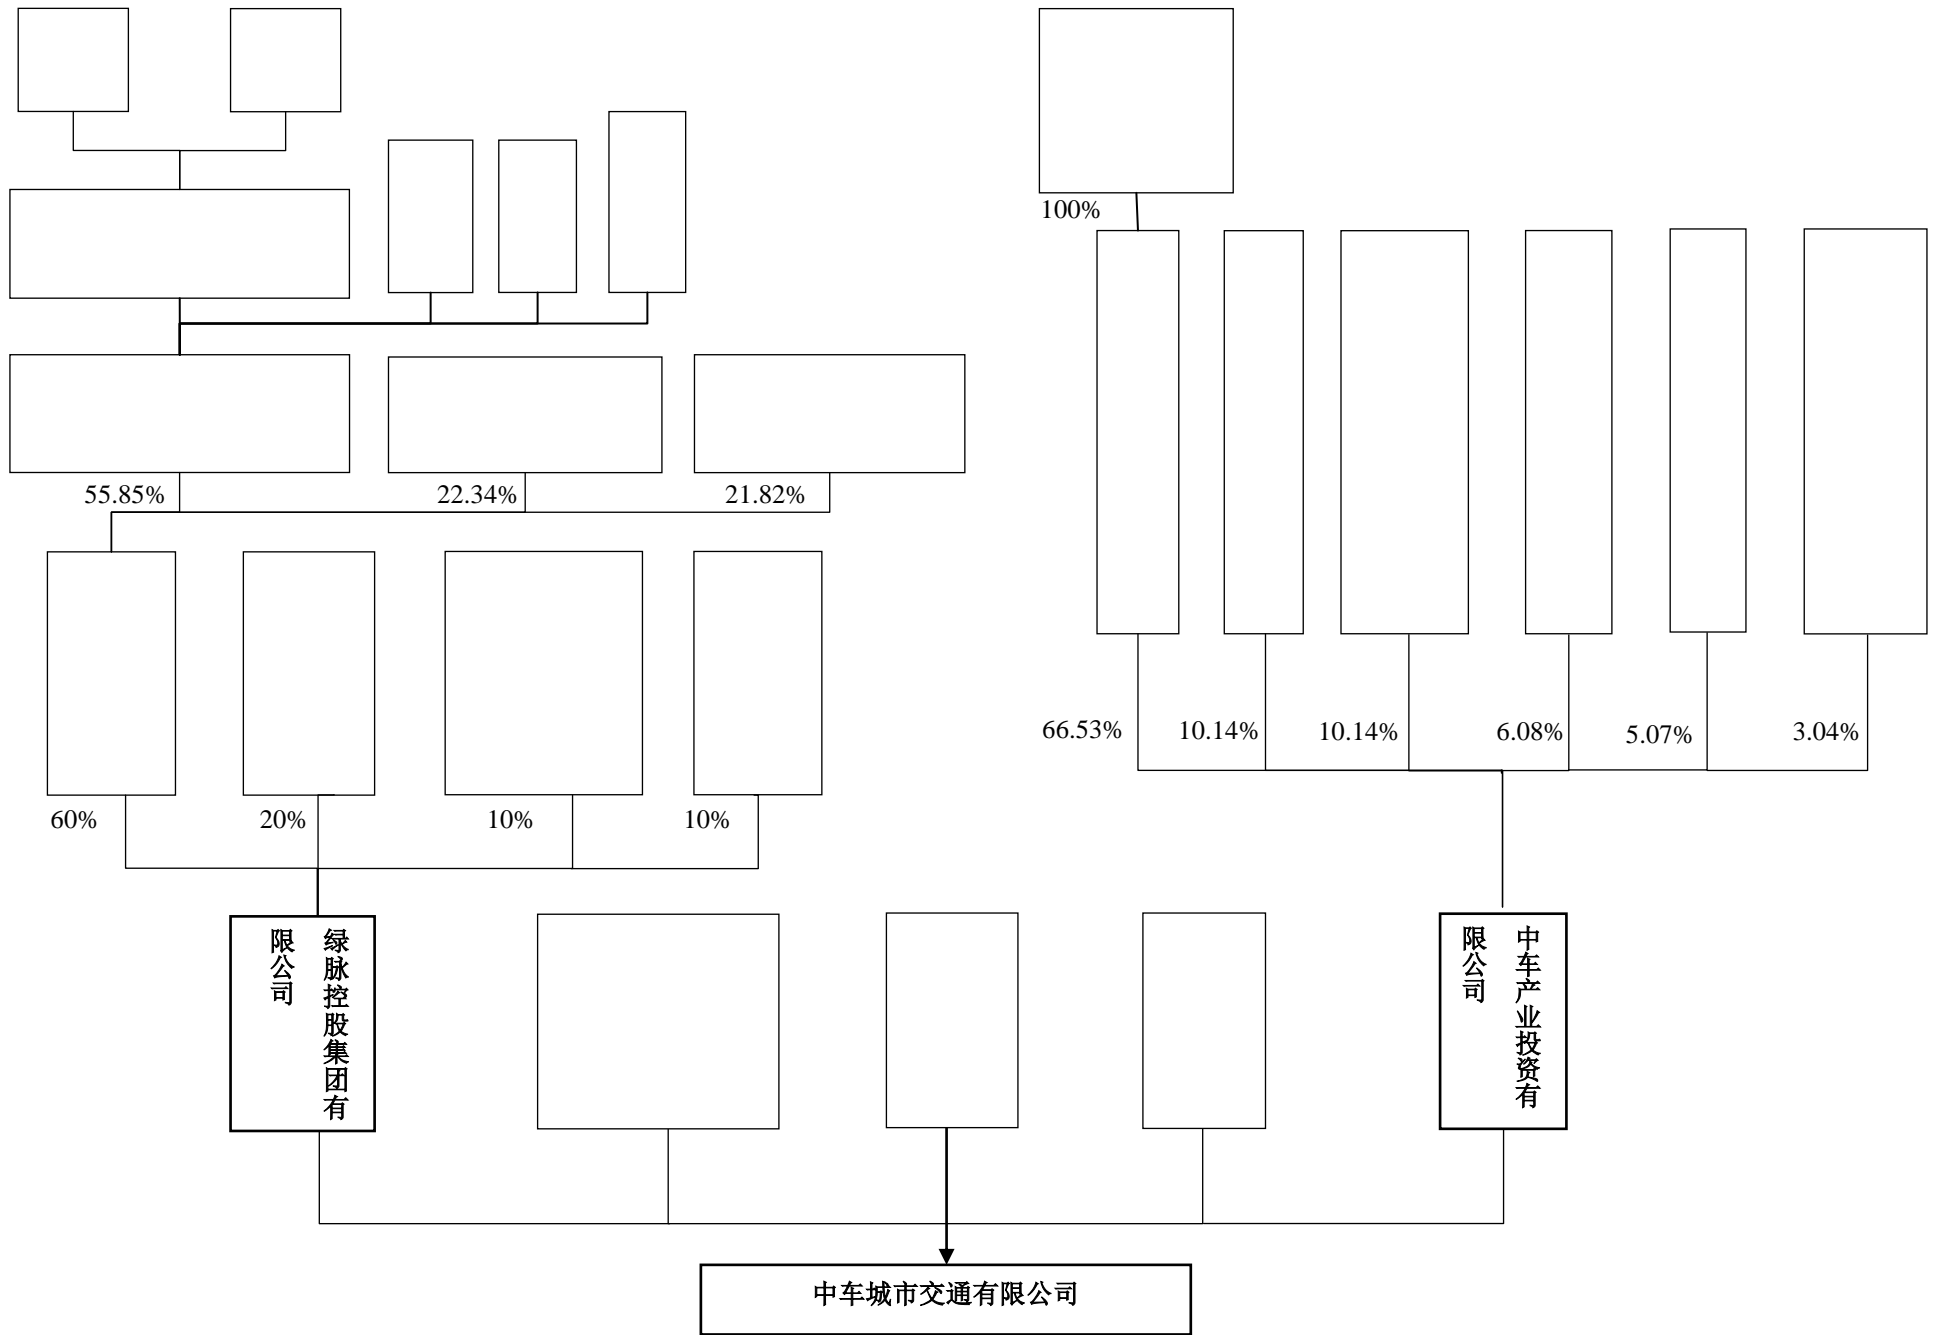 100%
55.85%
22.34%
21.82%
66.53%
10.14%
10.14%
6.08%
5.07%
3.04%
60%
20%
10%
10%
绿脉控股集团有
限公司
中车产业投资有
限公司
中车城市交通有限公司